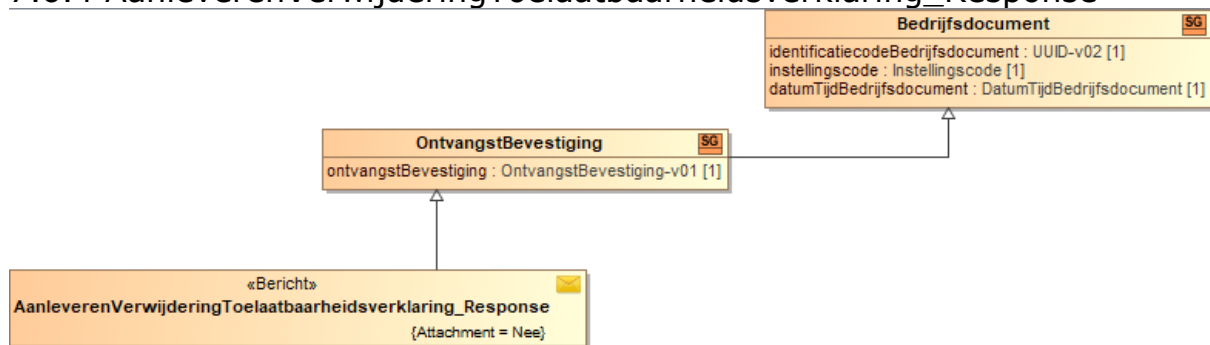 AanleverenVerwijderingToelaatbaarheidsverklaring_Response
Bedrijfsdocument SG
identificatiecodeBedrijfsdocument : UUID-v02 [1]
instellingscode : Instellingscode [1]
datumTijdBedrijfsdocument : DatumTijdBedrijfsdocument [1]
OntvangstBevestiging SG
ontvangstBevestiging : OntvangstBevestiging-v01 [1]
«Bericht»
AanleverenVerwijderingToelaatbaarheidsverklaring_Response
{Attachment = Nee}